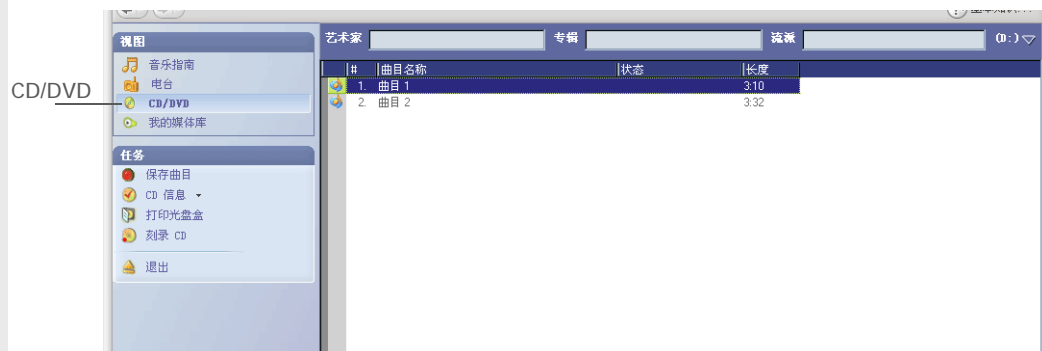 视图
音乐指南
电台
CD/DVD
CD/DVD
我的媒体库
任务
保存曲目
CD 信息
打印光盘盒
刻录 CD
退出
艺术家 专辑 流派 (D:)
# 曲目名称 状态 长度
1. 曲目 1 3:10
2. 曲目 2 3:32